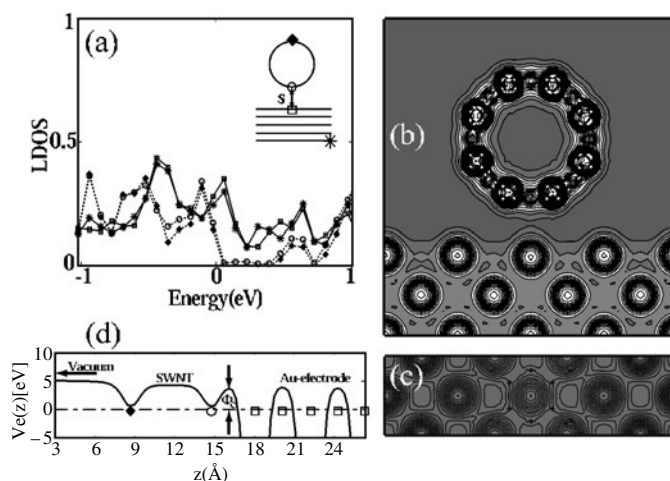 (a)
S
LDOS
1
0.5
0
-1 0 1
Energy(eV)
(b)
(c)
(d)
Ve(z)[eV]
10
5
0
−5
Vacuum
SWNT
Φ
Au-electrode
3 6 9 12 15 18 21 24
z(Å)